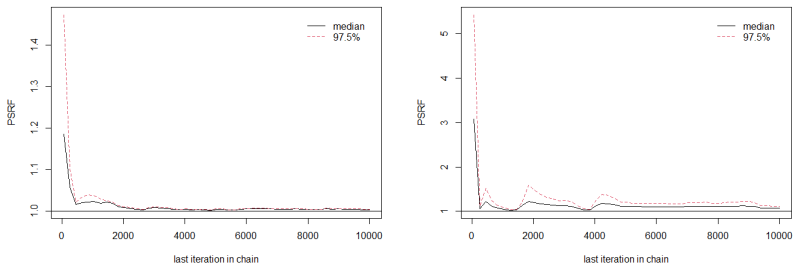 median
97.5%
PSRF
1.0 1.1 1.2 1.3 1.4
0 2000 4000 6000 8000 10000
last iteration in chain
median
97.5%
PSRF
1 2 3 4 5
0 2000 4000 6000 8000 10000
last iteration in chain